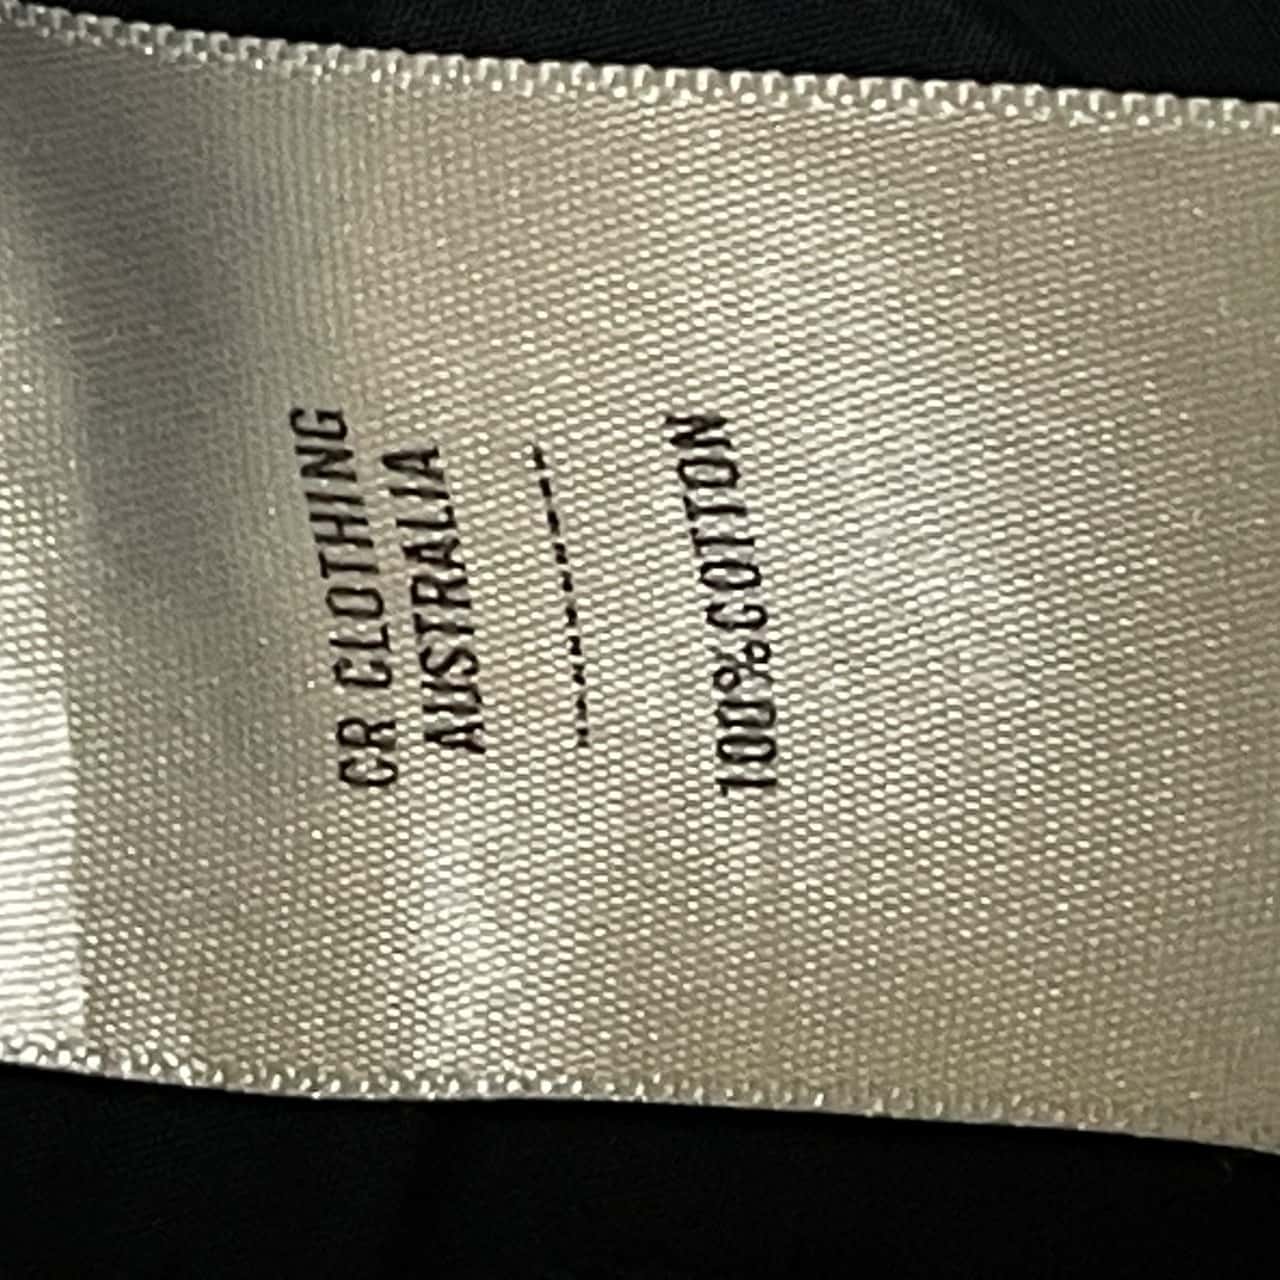 CR CLOTHING
AUSTRALIA
----------
100%COTTON